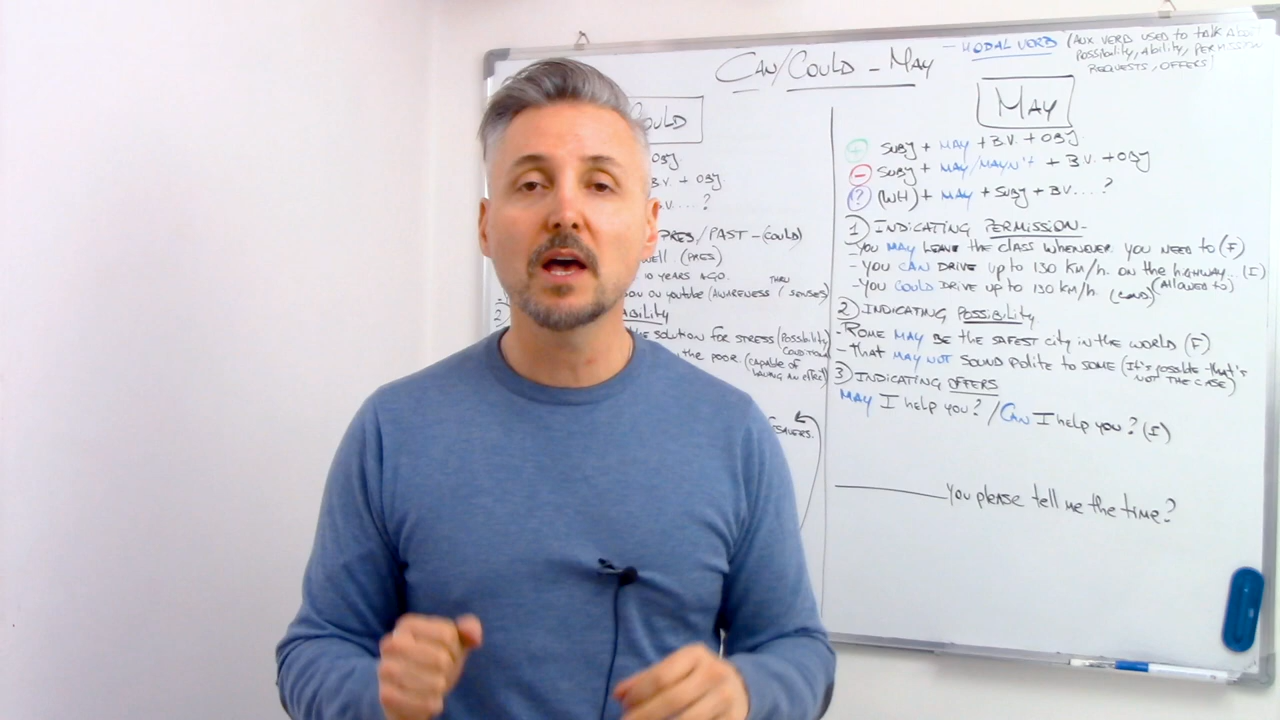 CAN/COULD - MAY
- MODAL VERB (AUX VERB USED TO TALK ABOUT
POSSIBILITY, ABILITY, PERMISSION
REQUESTS, OFFERS)
OULD
OBJ.
B.V. + OBJ
.V. ....?
PRES/PAST - (COULD)
WELL. (PRES)
10 YEARS AGO.
THRU
ON YOUTUBE (AWARENESS / SENSES)
2)
ABILITY
THE SOLUTION FOR STRESS (POSSIBILITY
THE POOR (CAPABLE OF
HAVING AN EFFECT)
SAVERS.
MAY
+ SUBJ + MAY + B.V. + OBJ
- SUBJ + MAY/MAYN'T + B.V. + OBJ
? (WH) + MAY + SUBJ + B.V. ...?
1) INDICATING PERMISSION-
- YOU MAY LEAVE THE CLASS WHENEVER YOU NEED TO (F)
- YOU CAN DRIVE UP TO 130 KM/H. ON THE HIGHWAY. (I)
- YOU COULD DRIVE UP TO 130 KM/H. (ALLOWED TO)
2) INDICATING POSSIBILITY
- ROME MAY BE THE SAFEST CITY IN THE WORLD (F)
- THAT MAY NOT SOUND POLITE TO SOME (IT'S POSSIBLE THAT'S
NOT THE CASE)
3) INDICATING OFFERS
MAY I HELP YOU? / CAN I HELP YOU? (I)
YOU PLEASE TELL ME THE TIME?